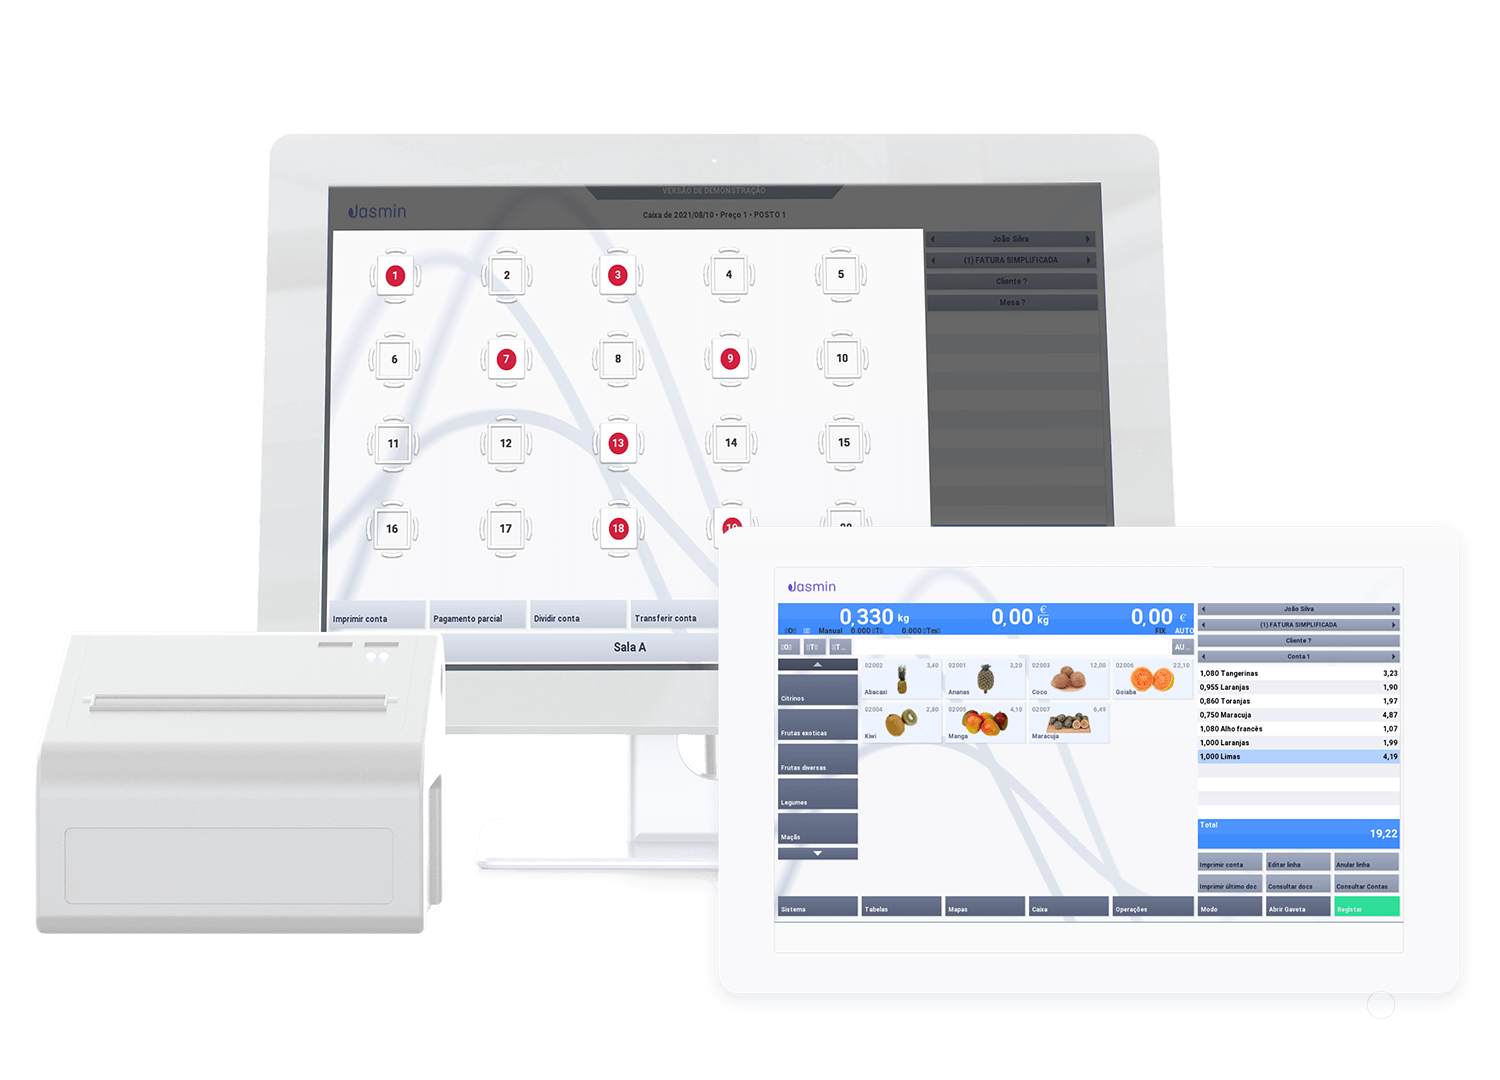 VERSÃO DE DEMONSTRAÇÃO
Jasmin
Caixa de 2021/08/10 • Preço 1 • POSTO 1
João Silva
(1) FATURA SIMPLIFICADA
Cliente ?
Mesa ?
1 2 3 4 5
6 7 8 9 10
11 12 13 14 15
16 17 18 19 20
Imprimir conta Pagamento parcial Dividir conta Transferir conta
Sala A
Jasmin
0,330 kg 0,00 €/kg 0,00 €
Manual 0.000 0.000 FIX AUTO
AU...
Citrinos
Frutas exoticas
Frutas diversas
Legumes
Maçãs
02002 3,40 Abacaxi
02001 3,20 Ananas
02003 12,00 Coco
02006 22,10 Goiaba
02004 2,80 Kiwi
02005 4,10 Manga
02007 6,49 Maracuja
João Silva
(1) FATURA SIMPLIFICADA
Cliente ?
Conta 1
1,080 Tangerinas 3,23
0,955 Laranjas 1,90
0,860 Toranjas 1,97
0,750 Maracuja 4,87
1,080 Alho francês 1,07
1,000 Laranjas 1,99
1,000 Limas 4,19
Total
19,22
Imprimir conta Editar linha Anular linha
Imprimir último doc Consultar docs Consultar Contas
Sistema Tabelas Mapas Caixa Operações Modo Abrir Gaveta Registar